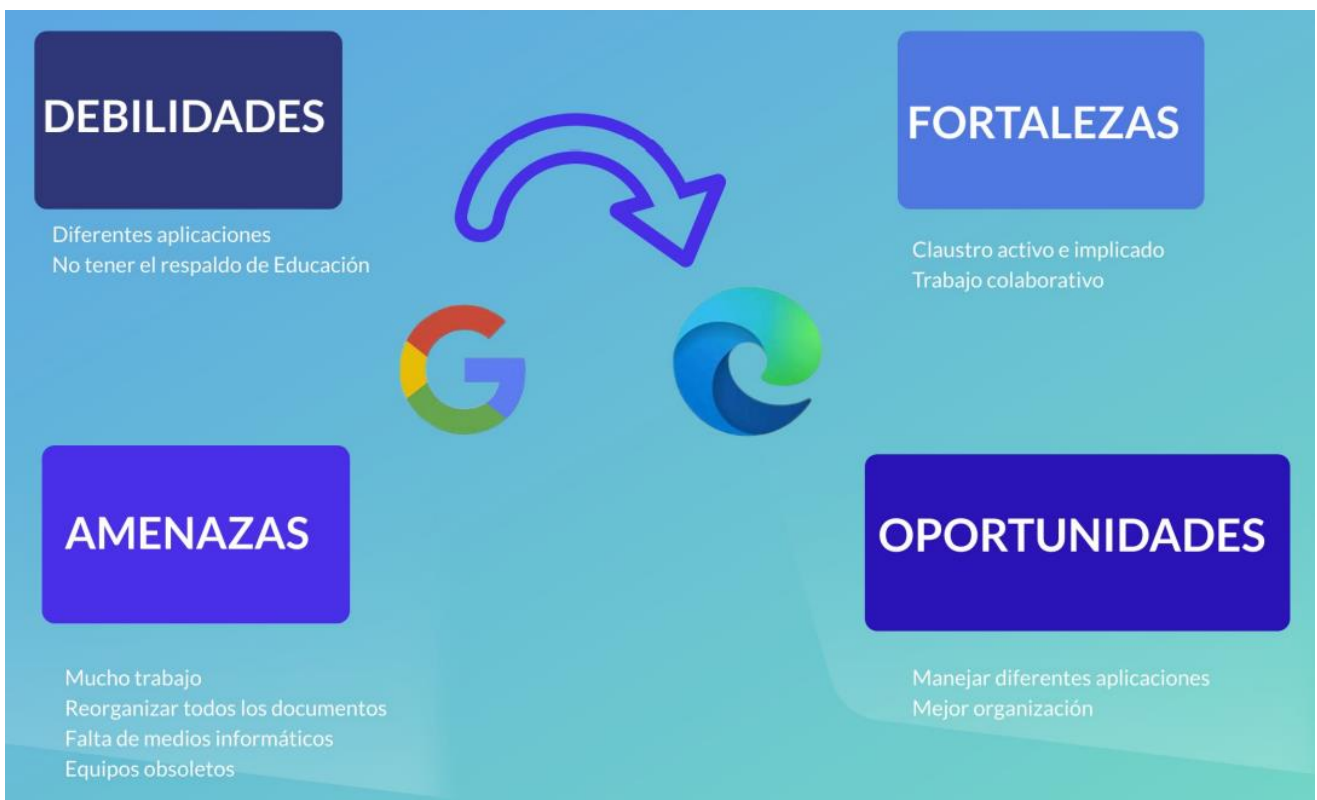 DEBILIDADES
Diferentes aplicaciones
No tener el respaldo de Educación
FORTALEZAS
Claustro activo e implicado
Trabajo colaborativo
AMENAZAS
Mucho trabajo
Reorganizar todos los documentos
Falta de medios informáticos
Equipos obsoletos
OPORTUNIDADES
Manejar diferentes aplicaciones
Mejor organización